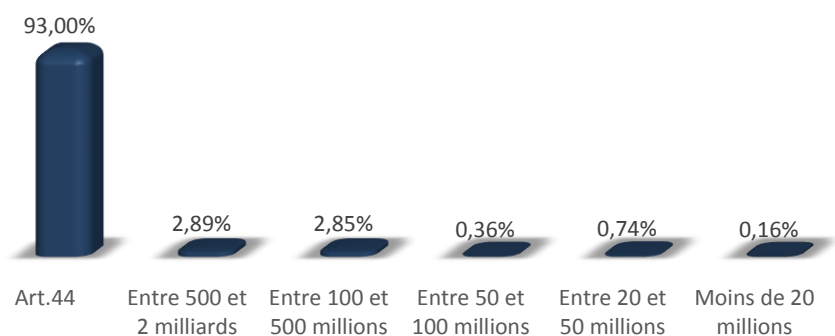 93,00%
2,89%
2,85%
0,36%
0,74%
0,16%
Art.44
Entre 500 et
2 milliards
Entre 100 et
500 millions
Entre 50 et
100 millions
Entre 20 et
50 millions
Moins de 20
millions